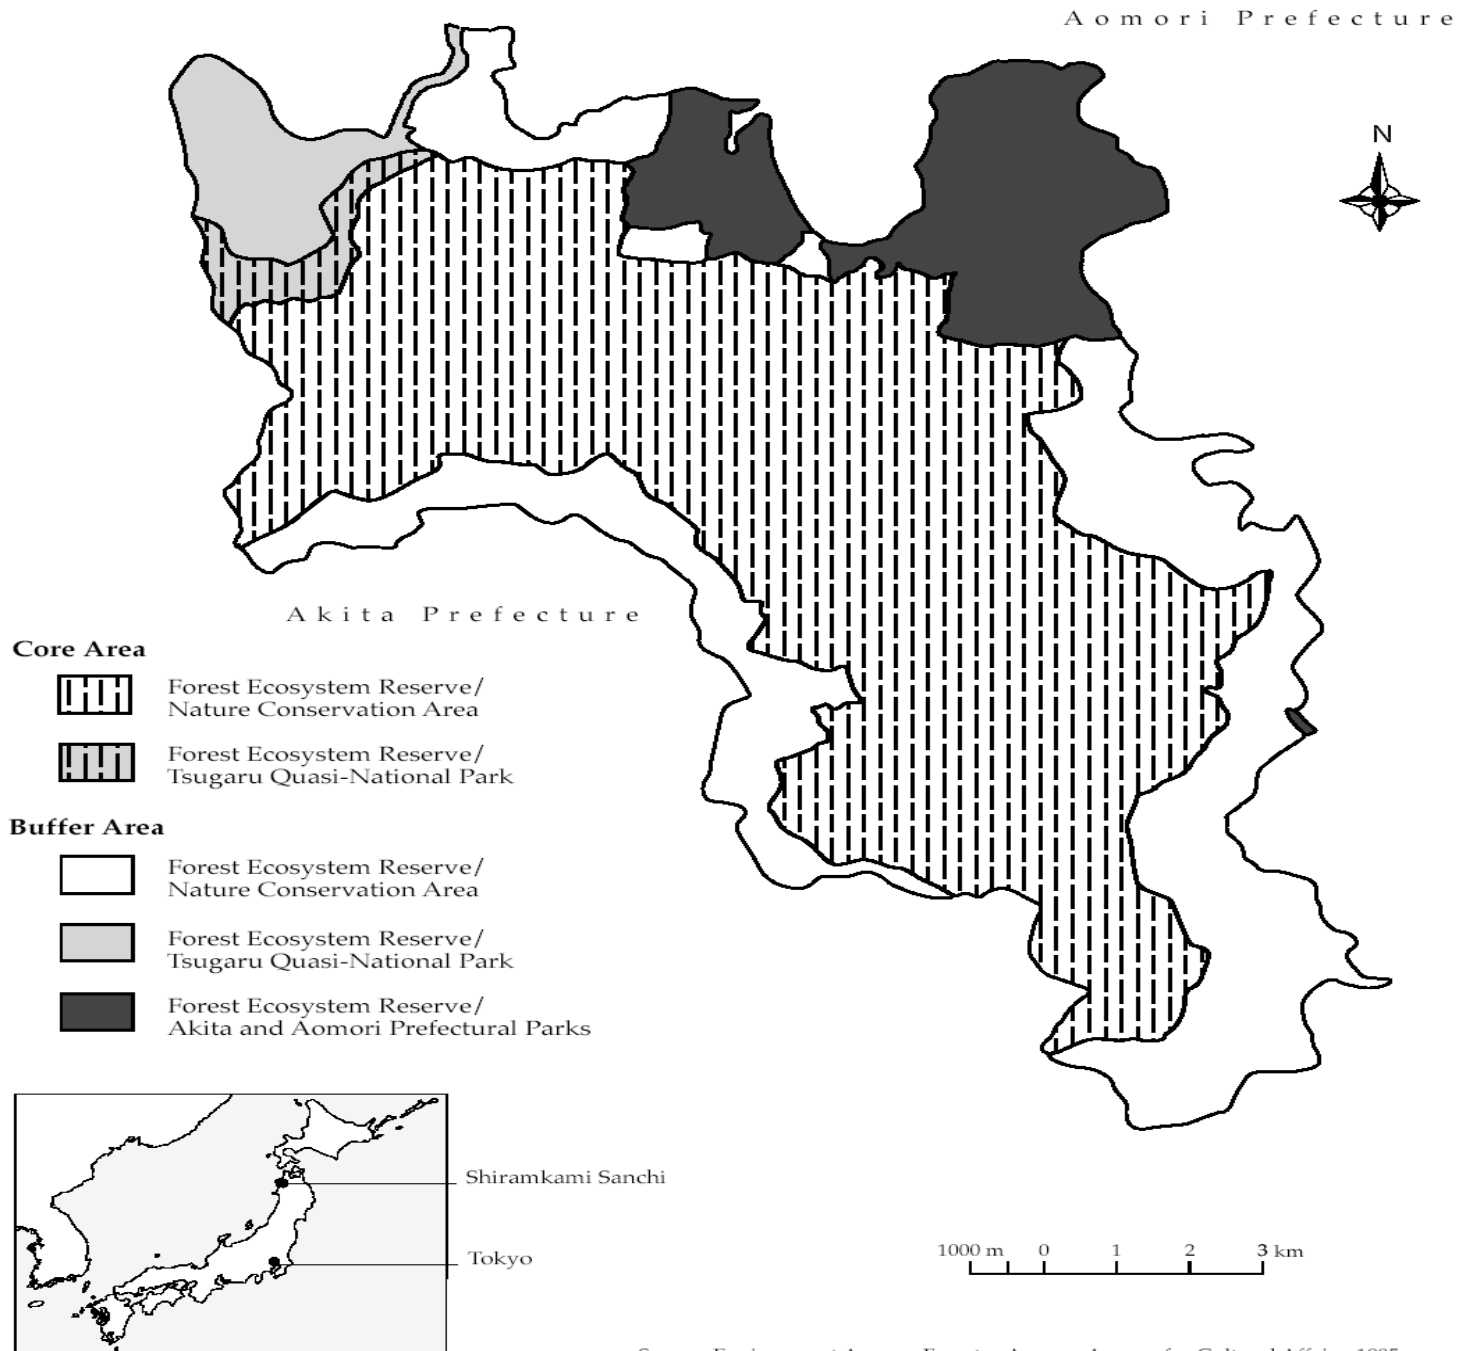 Aomori Prefecture
N
Akita Prefecture
Core Area
Forest Ecosystem Reserve/
Nature Conservation Area
Forest Ecosystem Reserve/
Tsugaru Quasi-National Park
Buffer Area
Forest Ecosystem Reserve/
Nature Conservation Area
Forest Ecosystem Reserve/
Tsugaru Quasi-National Park
Forest Ecosystem Reserve/
Akita and Aomori Prefectural Parks
Shiramkami Sanchi
Tokyo
1000 m 0 1 2 3 km